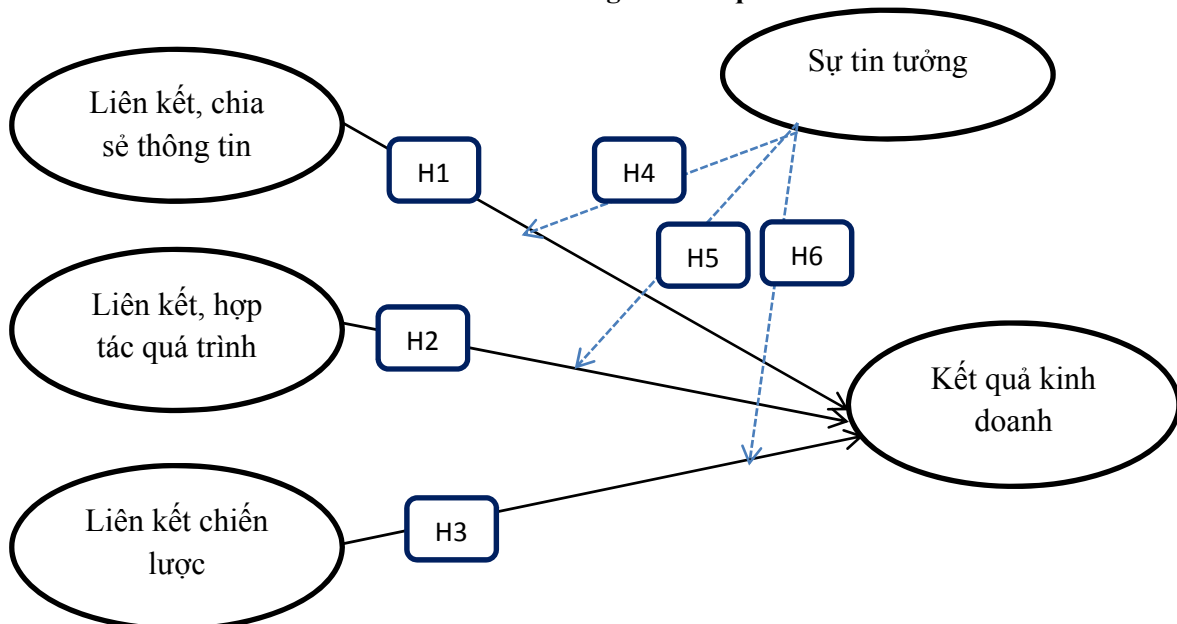 Sự tin tưởng
Liên kết, chia
sẻ thông tin
H1
H4
H5
H6
Liên kết, hợp
tác quá trình
H2
Kết quả kinh
doanh
Liên kết chiến
lược
H3